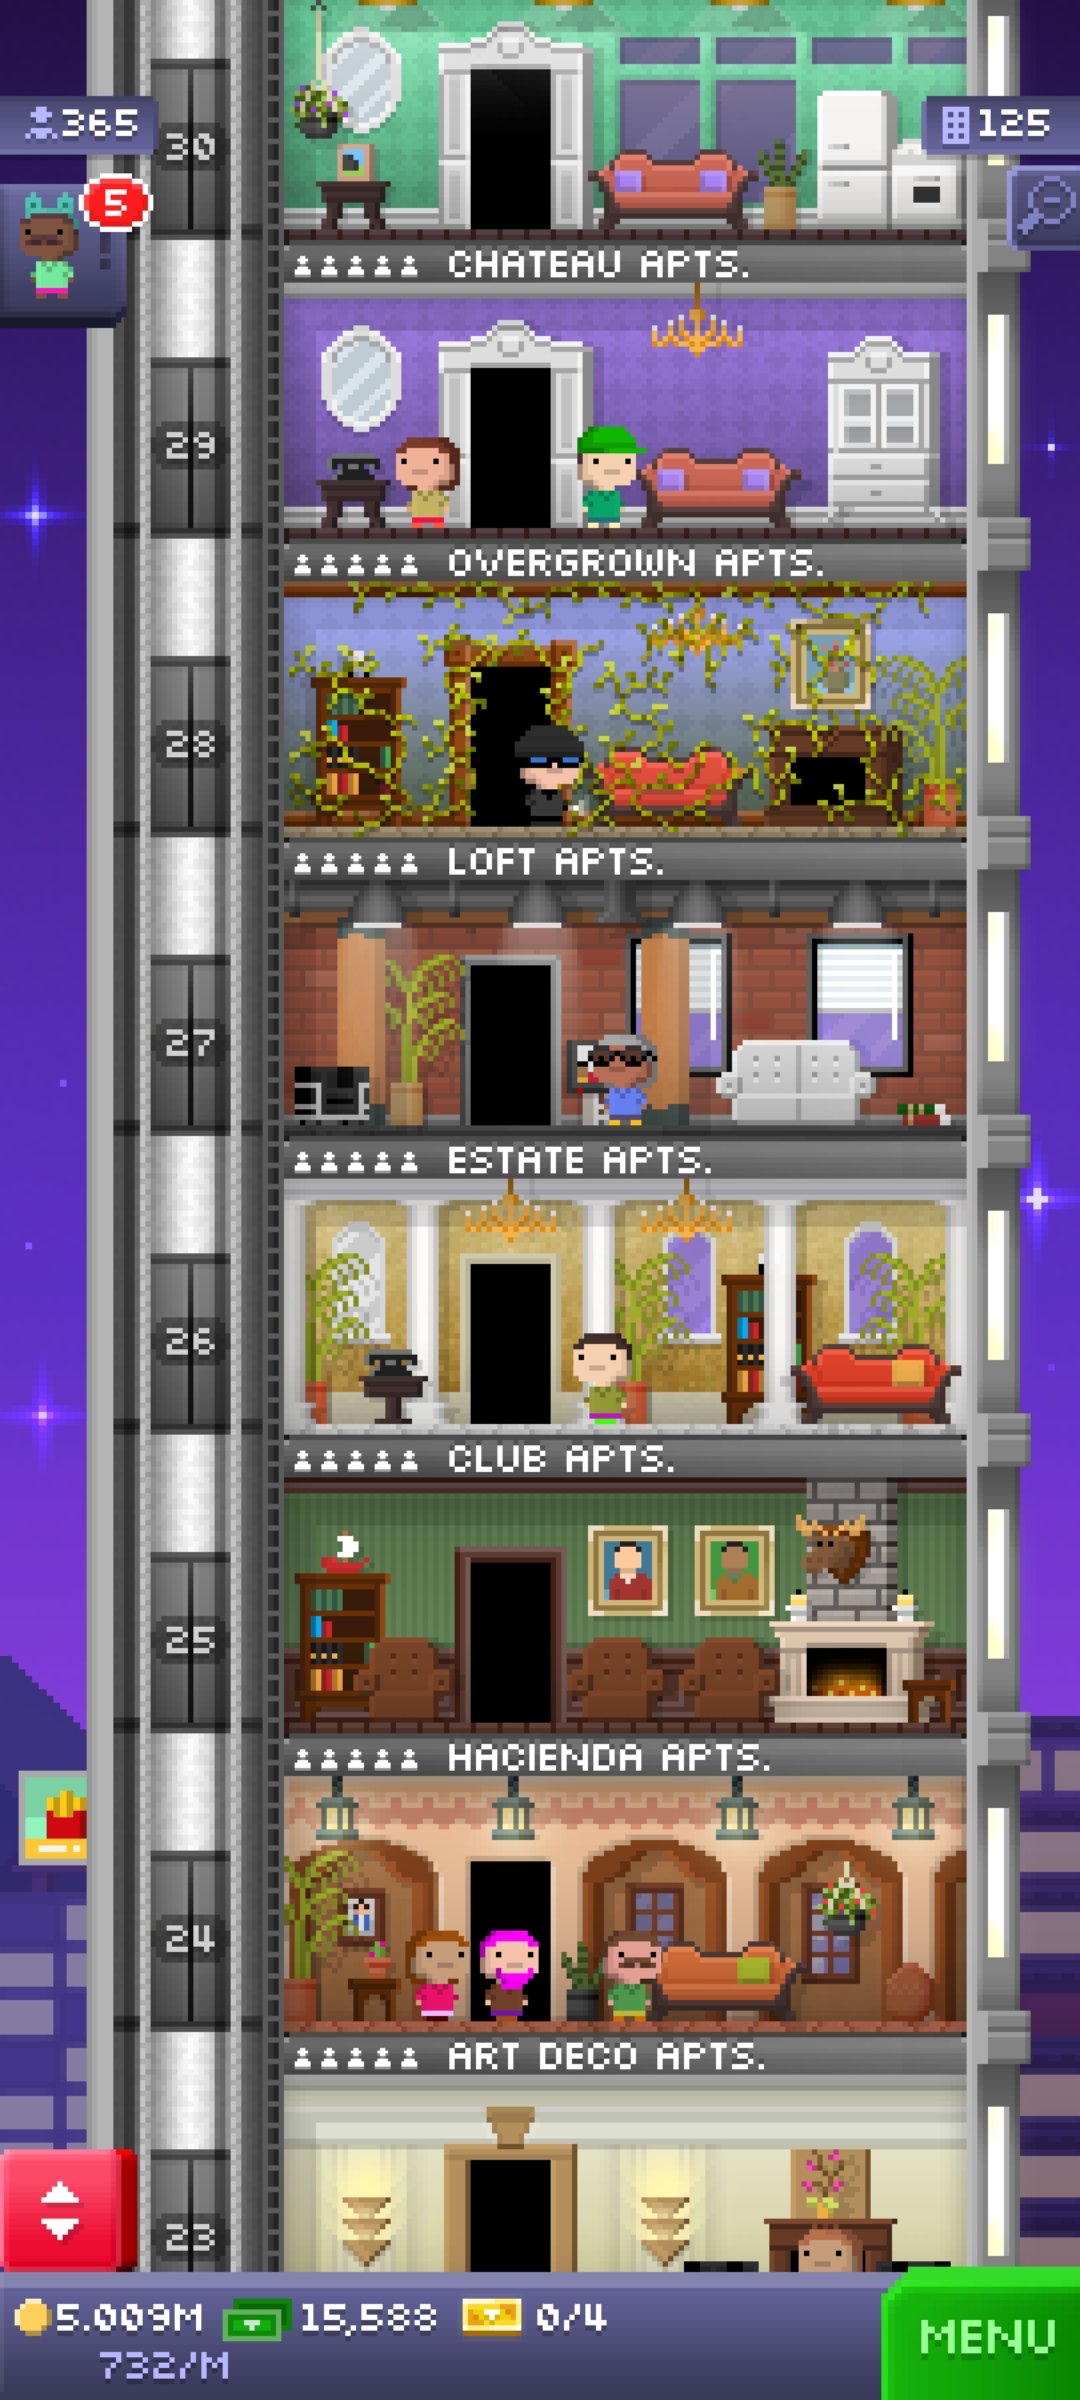 365
125
5
30
CHATEAU APTS.
29
OVERGROWN APTS.
28
LOFT APTS.
27
ESTATE APTS.
26
CLUB APTS.
25
HACIENDA APTS.
24
ART DECO APTS.
23
5.009M 15,588 0/4
732/M
MENU